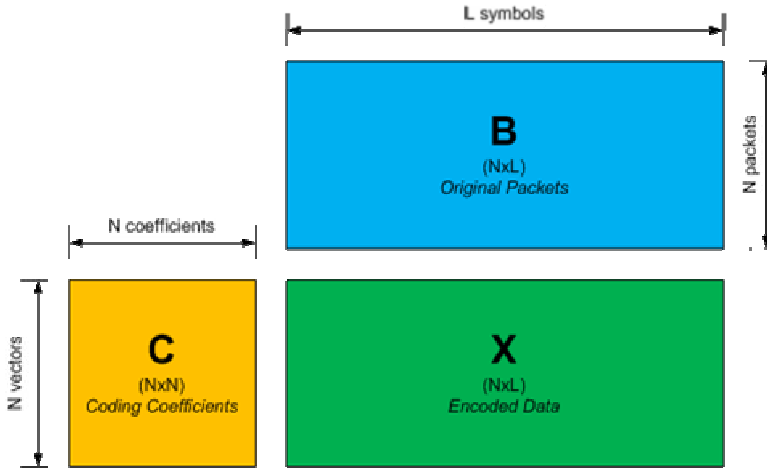 L symbols
B
(NxL)
Original Packets
N packets
N coefficients
N vectors
C
(NxN)
Coding Coefficients
X
(NxL)
Encoded Data